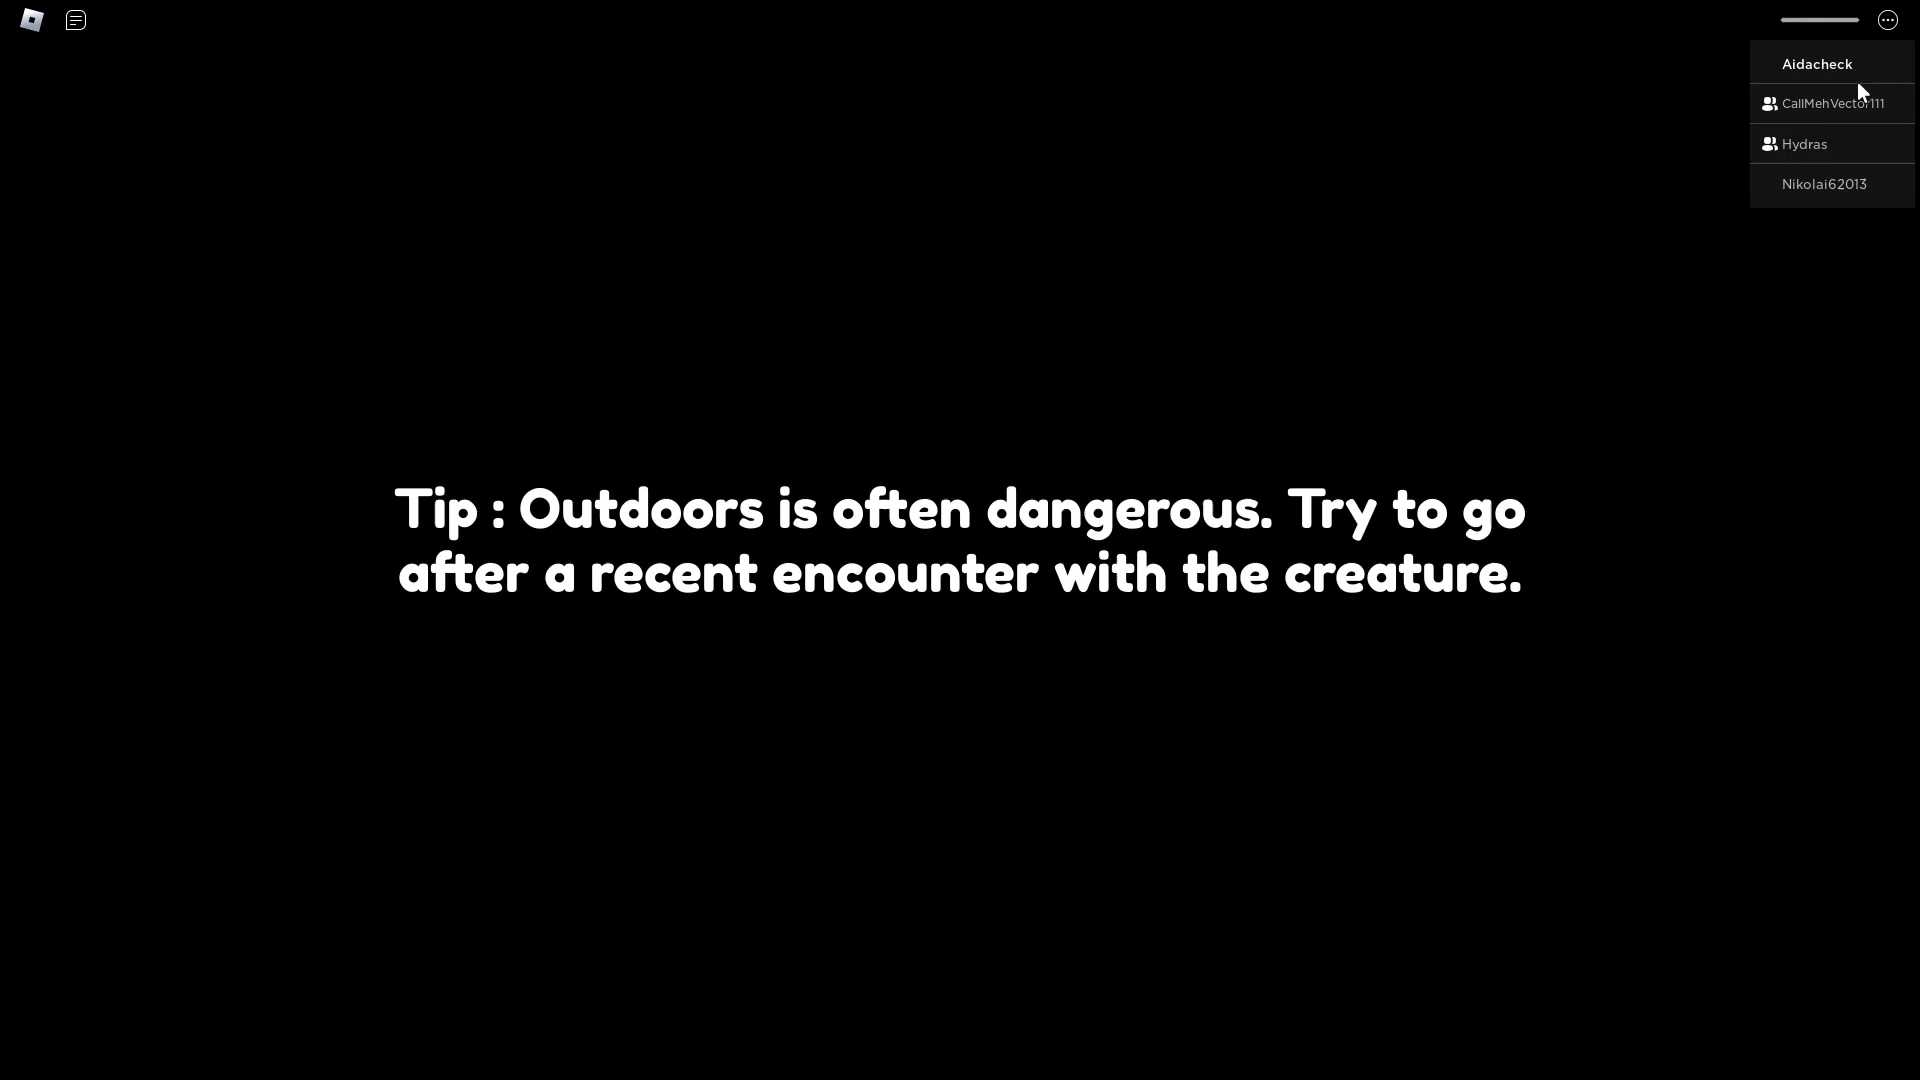 Aidacheck
CallMehVector111
Hydras
Nikolai62013
Tip : Outdoors is often dangerous. Try to go
after a recent encounter with the creature.